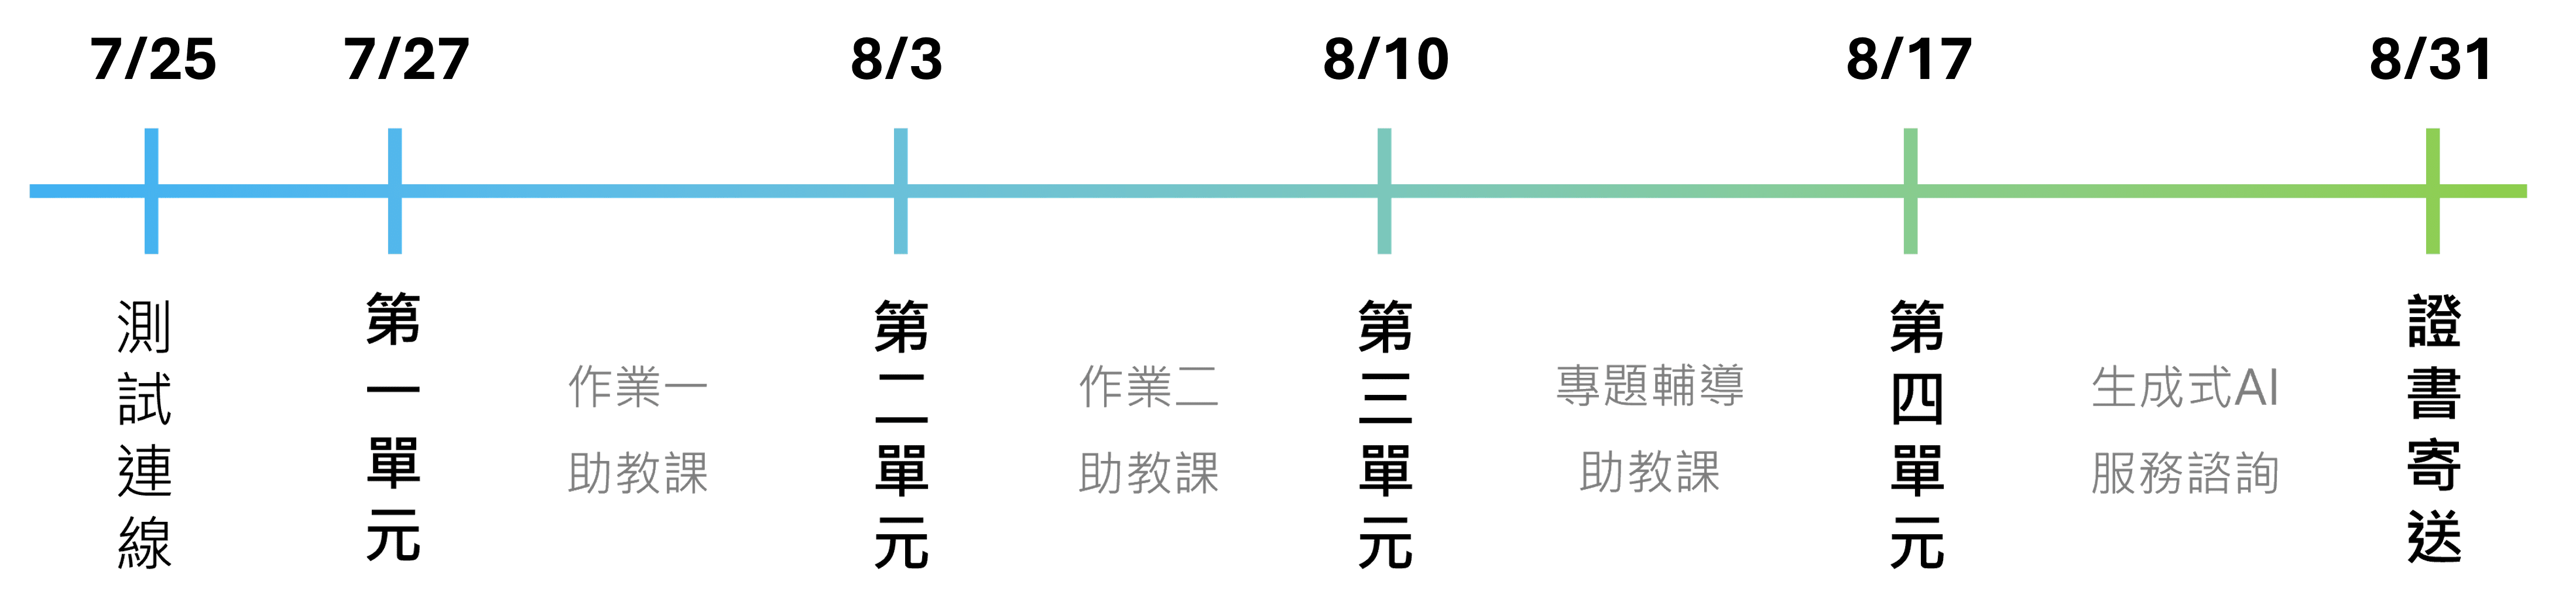 7/25
7/27
8/3
8/10
8/17
8/31
測試連線
第一單元
作業一
助教課
第二單元
作業二
助教課
第三單元
專題輔導
助教課
第四單元
生成式AI
服務諮詢
證書寄送